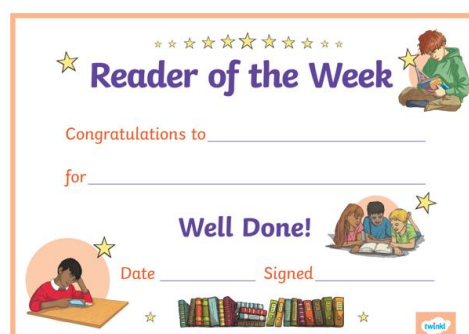 Reader of the Week
Congratulations to
for
Well Done!
Date Signed
twinkl